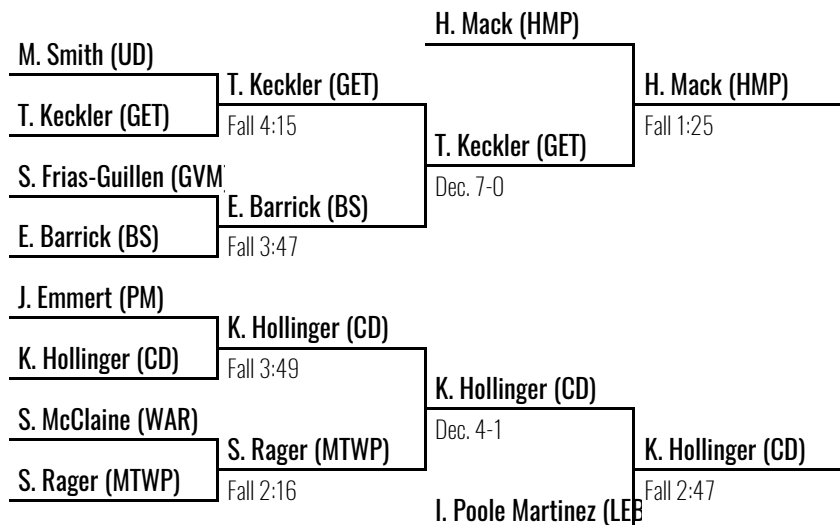 H. Mack (HMP)
M. Smith (UD)
T. Keckler (GET)
H. Mack (HMP)
T. Keckler (GET)
Fall 4:15
Fall 1:25
T. Keckler (GET)
S. Frias-Guillen (GVM
Dec. 7-0
E. Barrick (BS)
E. Barrick (BS)
Fall 3:47
J. Emmert (PM)
K. Hollinger (CD)
K. Hollinger (CD)
Fall 3:49
K. Hollinger (CD)
S. McClaine (WAR)
Dec. 4-1
S. Rager (MTWP)
K. Hollinger (CD)
S. Rager (MTWP)
Fall 2:16
Fall 2:47
I. Poole Martinez (LEB